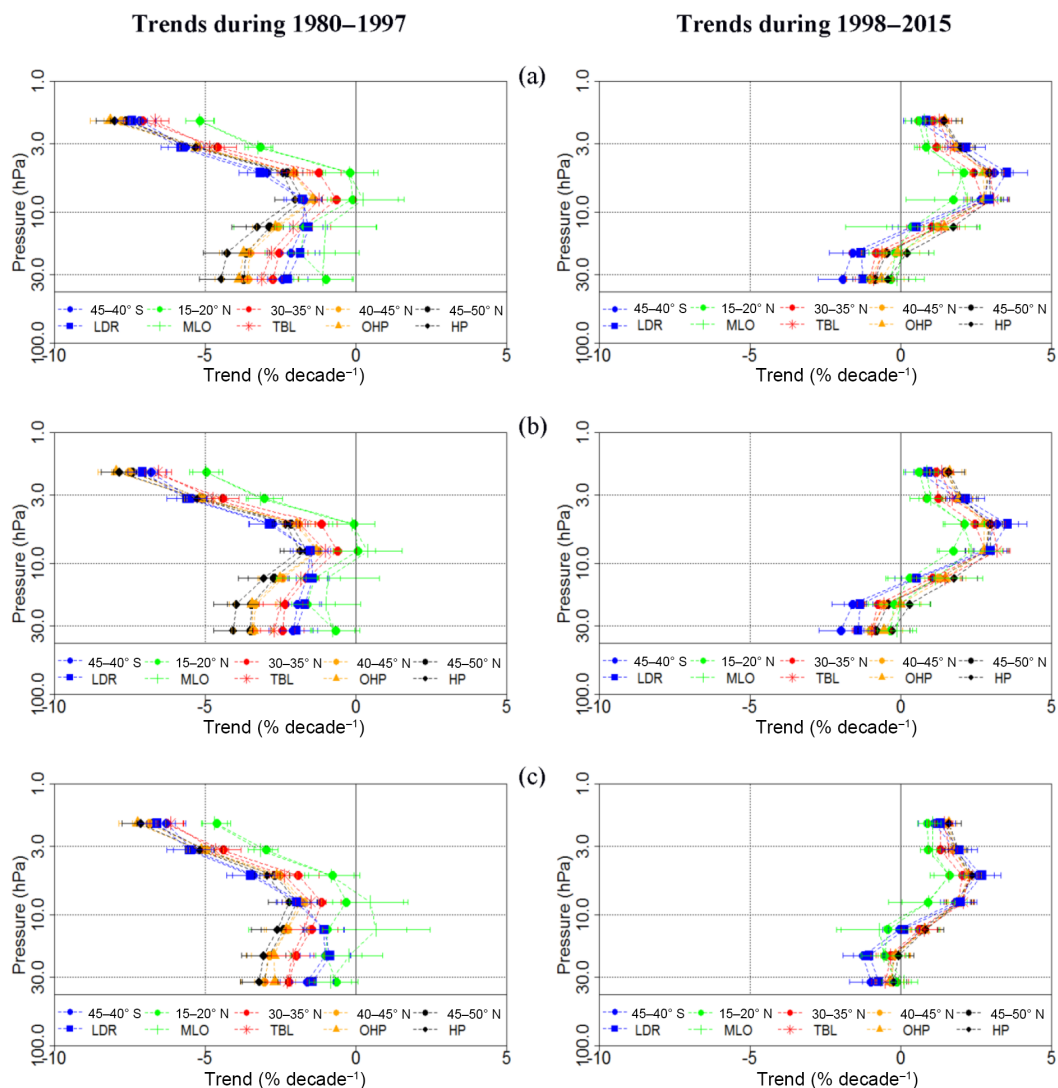 Trends during 1980–1997
Trends during 1998–2015
(a)
1.0
3.0
10.0
30.0
100.0
Pressure (hPa)
45–40° S 15–20° N 30–35° N 40–45° N 45–50° N
LDR MLO TBL OHP HP
-10 -5 0 5
Trend (% decade⁻¹)
1.0
3.0
10.0
30.0
100.0
Pressure (hPa)
45–40° S 15–20° N 30–35° N 40–45° N 45–50° N
LDR MLO TBL OHP HP
-10 -5 0 5
Trend (% decade⁻¹)
(b)
1.0
3.0
10.0
30.0
100.0
Pressure (hPa)
45–40° S 15–20° N 30–35° N 40–45° N 45–50° N
LDR MLO TBL OHP HP
-10 -5 0 5
Trend (% decade⁻¹)
1.0
3.0
10.0
30.0
100.0
Pressure (hPa)
45–40° S 15–20° N 30–35° N 40–45° N 45–50° N
LDR MLO TBL OHP HP
-10 -5 0 5
Trend (% decade⁻¹)
(c)
1.0
3.0
10.0
30.0
100.0
Pressure (hPa)
45–40° S 15–20° N 30–35° N 40–45° N 45–50° N
LDR MLO TBL OHP HP
-10 -5 0 5
Trend (% decade⁻¹)
1.0
3.0
10.0
30.0
100.0
Pressure (hPa)
45–40° S 15–20° N 30–35° N 40–45° N 45–50° N
LDR MLO TBL OHP HP
-10 -5 0 5
Trend (% decade⁻¹)